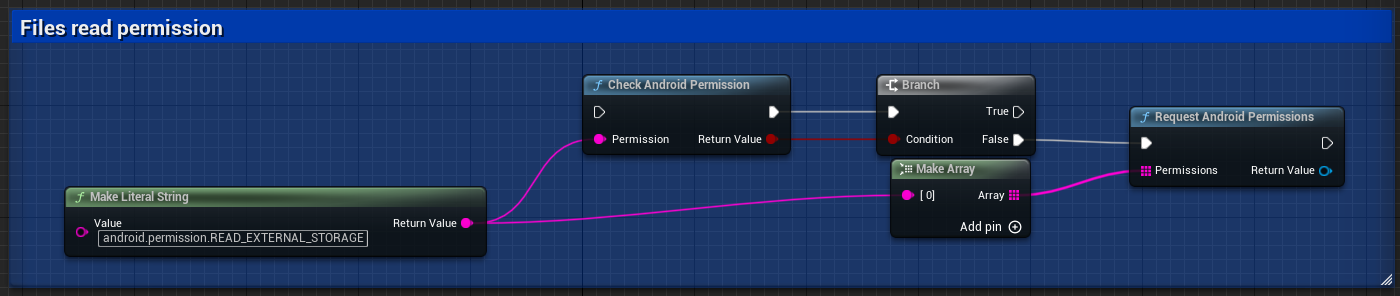 Files read permission
Check Android Permission
Permission
Return Value
Branch
True
Condition
False
Request Android Permissions
Permissions
Return Value
Make Array
[ 0]
Array
Add pin
Make Literal String
Value
Return Value
android.permission.READ_EXTERNAL_STORAGE